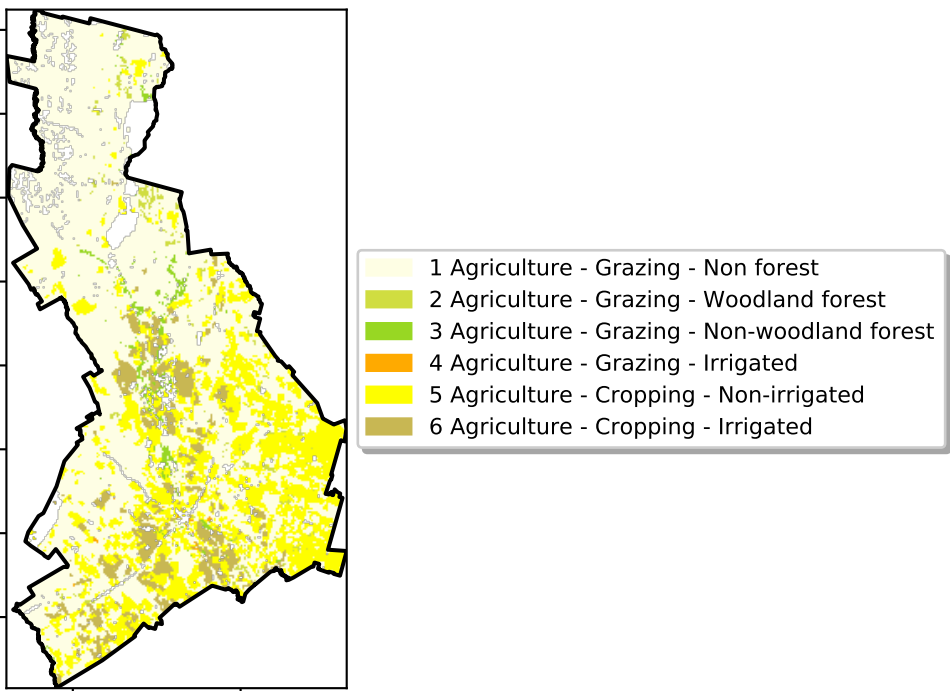 1 Agriculture - Grazing - Non forest
2 Agriculture - Grazing - Woodland forest
3 Agriculture - Grazing - Non-woodland forest
4 Agriculture - Grazing - Irrigated
5 Agriculture - Cropping - Non-irrigated
6 Agriculture - Cropping - Irrigated